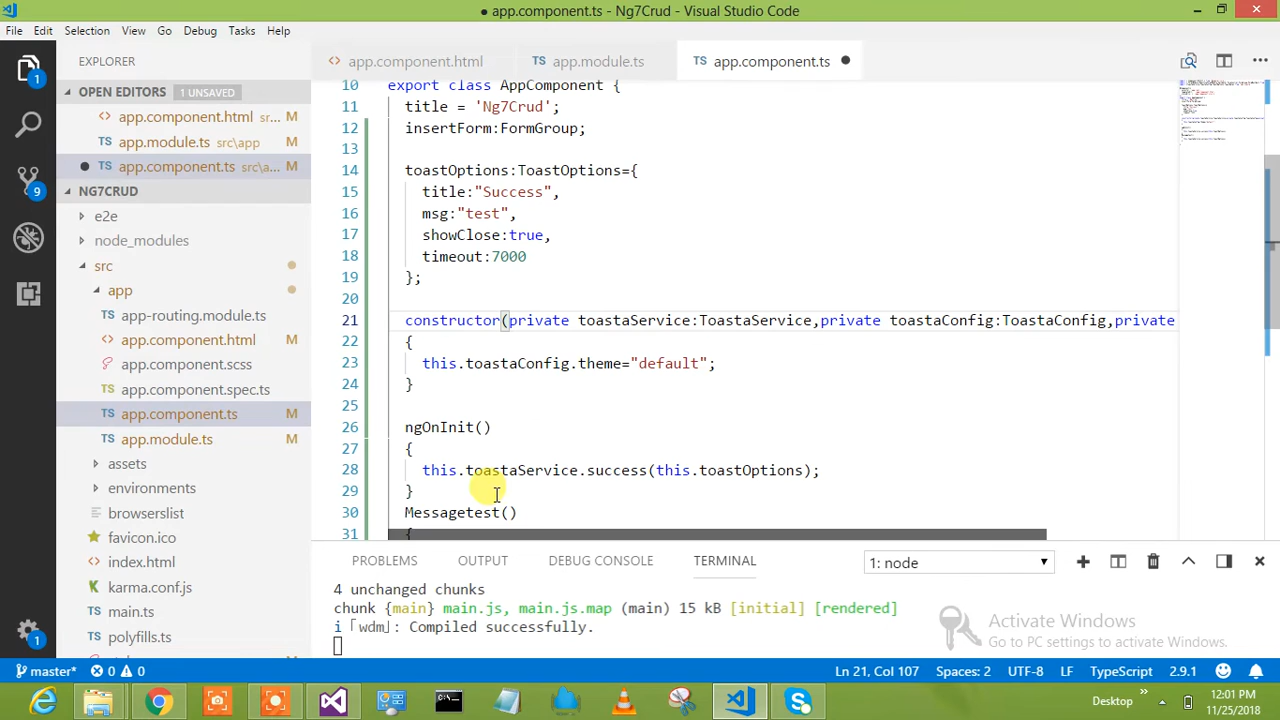 ● app.component.ts - Ng7Crud - Visual Studio Code
File Edit Selection View Go Debug Tasks Help
EXPLORER
OPEN EDITORS 1 UNSAVED
app.component.html sr... M
app.module.ts src\app M
app.component.ts src\a... M
NG7CRUD
e2e
node_modules
src
app
app-routing.module.ts
app.component.html M
app.component.scss
app.component.spec.ts
app.component.ts M
app.module.ts M
assets
environments
browserslist
favicon.ico
index.html
karma.conf.js
main.ts
polyfills.ts
1
9
1
app.component.html
app.module.ts
app.component.ts
10 export class AppComponent {
11 title = 'Ng7Crud';
12 insertForm:FormGroup;
13
14 toastOptions:ToastOptions={
15 title:"Success",
16 msg:"test",
17 showClose:true,
18 timeout:7000
19 };
20
21 constructor(private toastaService:ToastaService,private toastaConfig:ToastaConfig,private
22 {
23 this.toastaConfig.theme="default";
24 }
25
26 ngOnInit()
27 {
28 this.toastaService.success(this.toastOptions);
29 }
30 Messagetest()
31 {
PROBLEMS OUTPUT DEBUG CONSOLE TERMINAL 1: node
4 unchanged chunks
chunk {main} main.js, main.js.map (main) 15 kB [initial] [rendered]
i 「wdm」: Compiled successfully.
Activate Windows
Go to PC settings to activate Windows.
master* 0 0 Ln 21, Col 107 Spaces: 2 UTF-8 LF TypeScript 2.9.1
Desktop
12:01 PM
11/25/2018